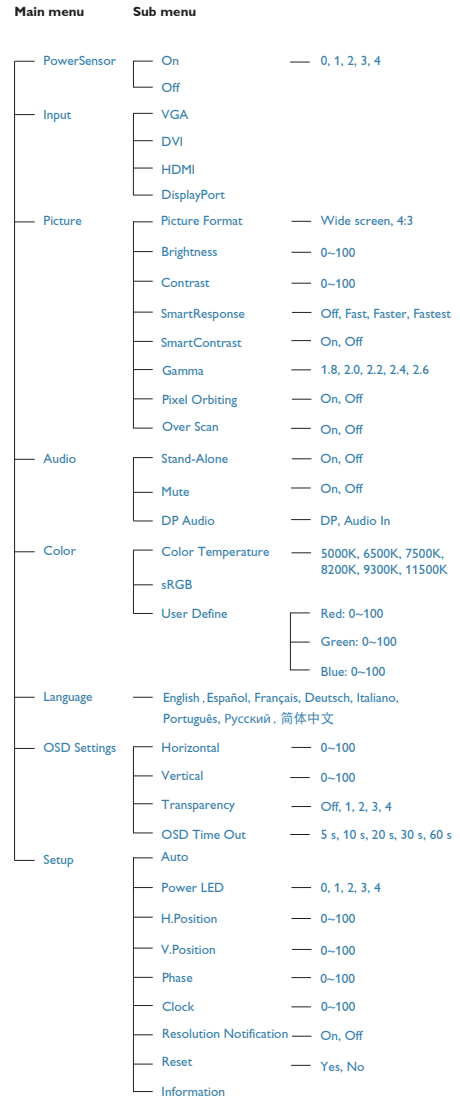 Main menu Sub menu
PowerSensor On 0, 1, 2, 3, 4
Off
Input VGA
DVI
HDMI
DisplayPort
Picture Picture Format Wide screen, 4:3
Brightness 0~100
Contrast 0~100
SmartResponse Off, Fast, Faster, Fastest
SmartContrast On, Off
Gamma 1.8, 2.0, 2.2, 2.4, 2.6
Pixel Orbiting On, Off
Over Scan On, Off
Audio Stand-Alone On, Off
Mute On, Off
DP Audio DP, Audio In
Color Color Temperature 5000K, 6500K, 7500K,
8200K, 9300K, 11500K
sRGB
User Define Red: 0~100
Green: 0~100
Blue: 0~100
Language English , Español, Français, Deutsch, Italiano,
Português, Русский , 简体中文
OSD Settings Horizontal 0~100
Vertical 0~100
Transparency Off, 1, 2, 3, 4
OSD Time Out 5 s, 10 s, 20 s, 30 s, 60 s
Setup Auto
Power LED 0, 1, 2, 3, 4
H.Position 0~100
V.Position 0~100
Phase 0~100
Clock 0~100
Resolution Notification On, Off
Reset Yes, No
Information